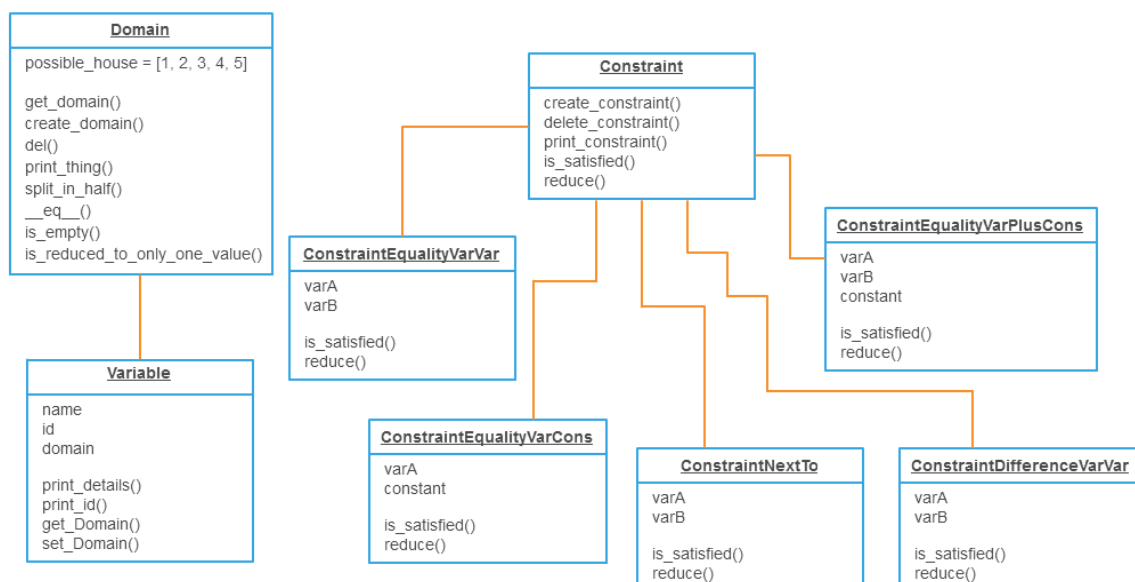 Domain
possible_house = [1, 2, 3, 4, 5]
get_domain()
create_domain()
del()
print_thing()
split_in_half()
__eq__()
is_empty()
is_reduced_to_only_one_value()
Variable
name
id
domain
print_details()
print_id()
get_Domain()
set_Domain()
Constraint
create_constraint()
delete_constraint()
print_constraint()
is_satisfied()
reduce()
ConstraintEqualityVarVar
varA
varB
is_satisfied()
reduce()
ConstraintEqualityVarPlusCons
varA
varB
constant
is_satisfied()
reduce()
ConstraintEqualityVarCons
varA
constant
is_satisfied()
reduce()
ConstraintNextTo
varA
varB
is_satisfied()
reduce()
ConstraintDifferenceVarVar
varA
varB
is_satisfied()
reduce()